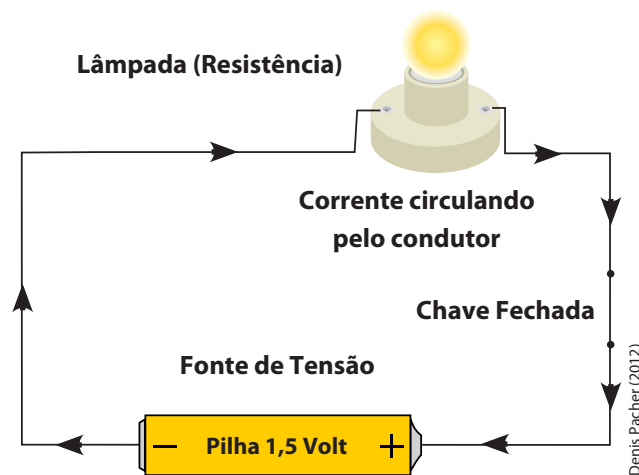 Lâmpada (Resistência)
Corrente circulando
pelo condutor
Chave Fechada
Fonte de Tensão
− Pilha 1,5 Volt +
Denis Pacher (2012)